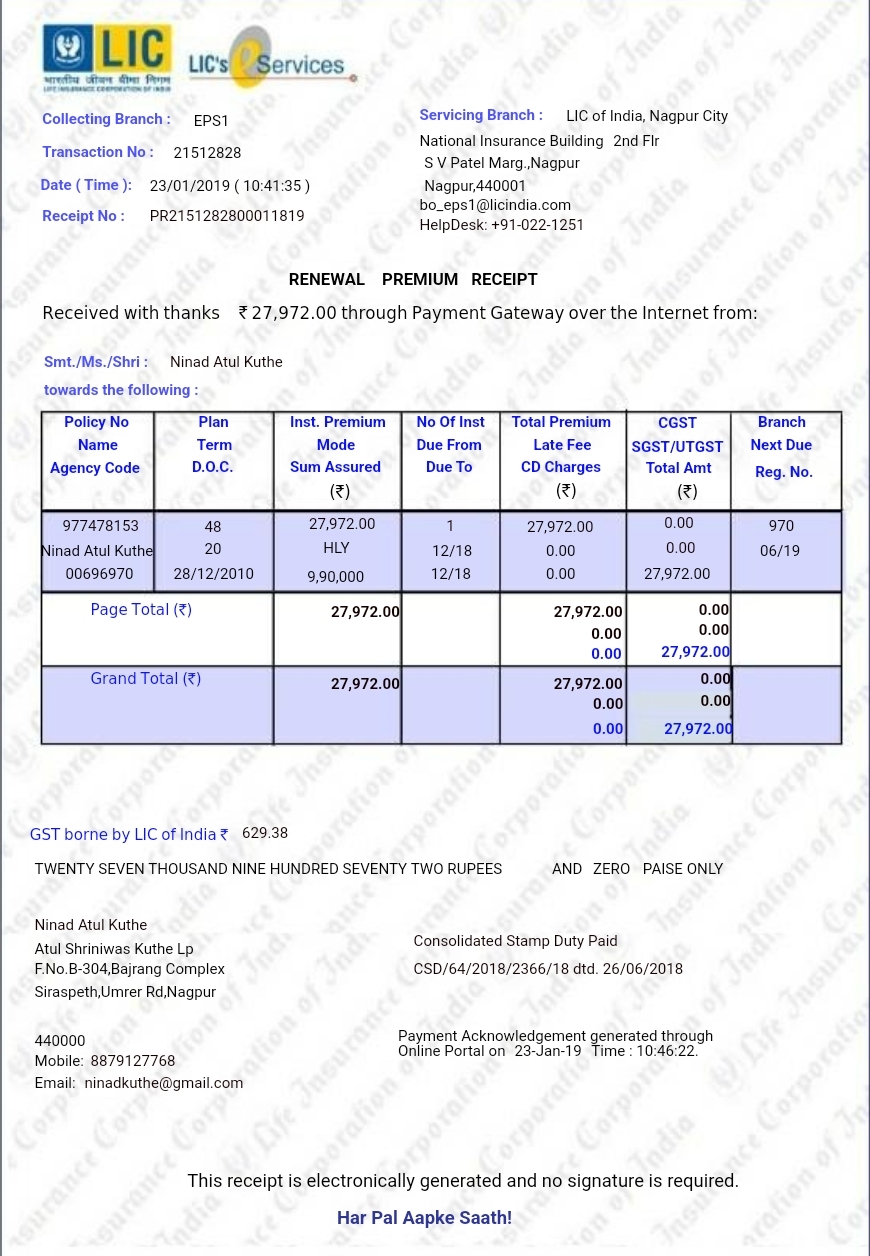 LIC
भारतीय जीवन बीमा निगम
LIFE INSURANCE CORPORATION OF INDIA
LIC's eServices
Collecting Branch : EPS1
Transaction No : 21512828
Date ( Time ): 23/01/2019 ( 10:41:35 )
Receipt No : PR2151282800011819
Servicing Branch : LIC of India, Nagpur City
National Insurance Building 2nd Flr
S V Patel Marg.,Nagpur
Nagpur,440001
bo_eps1@licindia.com
HelpDesk: +91-022-1251
RENEWAL PREMIUM RECEIPT
Received with thanks ₹ 27,972.00 through Payment Gateway over the Internet from:
Smt./Ms./Shri : Ninad Atul Kuthe
towards the following :
Policy No Plan Inst. Premium No Of Inst Total Premium CGST Branch
Name Term Mode Due From Late Fee SGST/UTGST Next Due
Agency Code D.O.C. Sum Assured Due To CD Charges Total Amt Reg. No.
(₹) (₹) (₹)
977478153 48 27,972.00 1 27,972.00 0.00 970
Ninad Atul Kuthe 20 HLY 12/18 0.00 0.00 06/19
00696970 28/12/2010 9,90,000 12/18 0.00 27,972.00
Page Total (₹) 27,972.00 27,972.00 0.00
0.00 0.00
0.00 27,972.00
Grand Total (₹) 27,972.00 27,972.00 0.00
0.00 0.00
0.00 27,972.00
GST borne by LIC of India ₹ 629.38
TWENTY SEVEN THOUSAND NINE HUNDRED SEVENTY TWO RUPEES AND ZERO PAISE ONLY
Ninad Atul Kuthe
Atul Shriniwas Kuthe Lp
F.No.B-304,Bajrang Complex
Siraspeth,Umrer Rd,Nagpur
440000
Mobile: 8879127768
Email: ninadkuthe@gmail.com
Consolidated Stamp Duty Paid
CSD/64/2018/2366/18 dtd. 26/06/2018
Payment Acknowledgement generated through
Online Portal on 23-Jan-19 Time : 10:46:22.
This receipt is electronically generated and no signature is required.
Har Pal Aapke Saath!